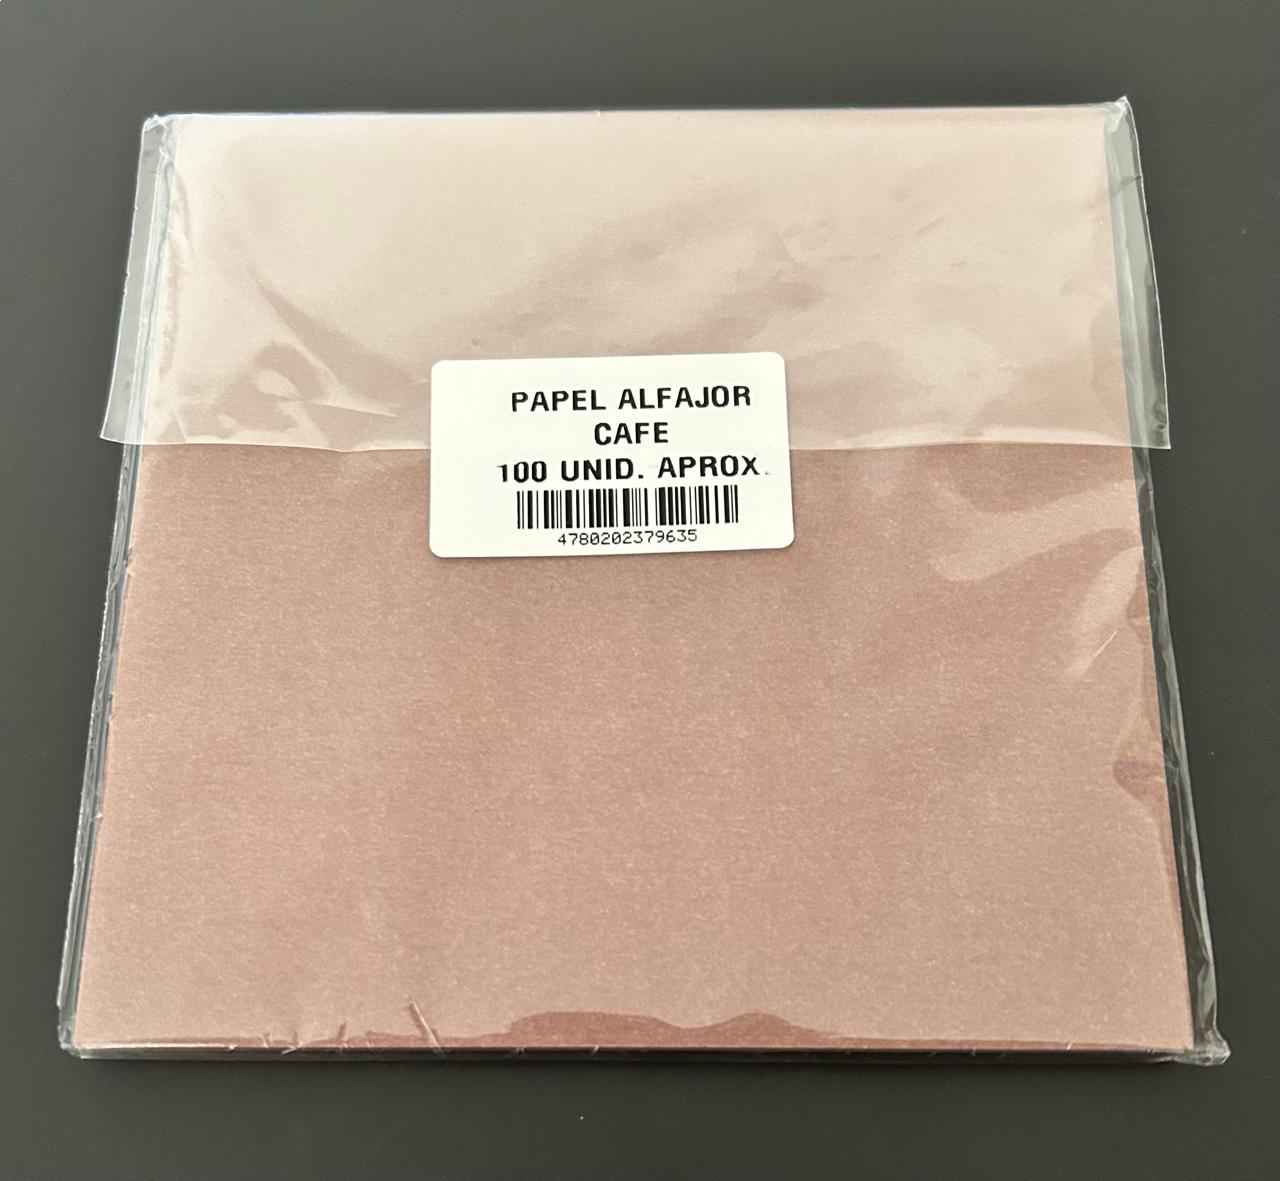 PAPEL ALFAJOR
CAFE
100 UNID. APROX.
4780202379635